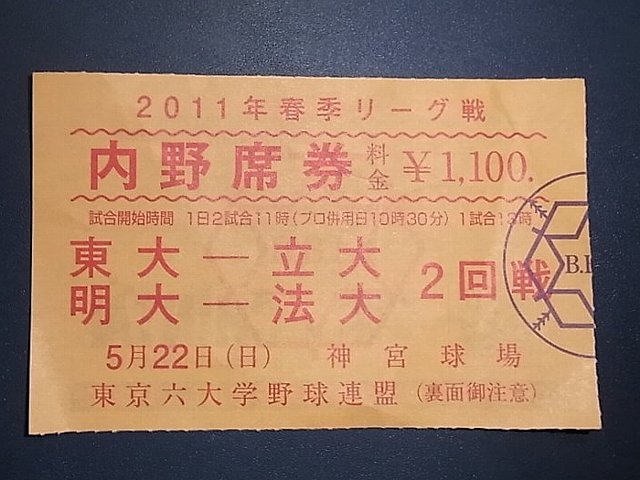 2011年春季リーグ戦
内野席券 料金 ¥1,100.
試合開始時間 1日2試合11時(プロ併用日10時30分) 1試合13時
東大―立大
明大―法大
2回戦
5月22日(日) 神宮球場
東京六大学野球連盟 (裏面御注意)